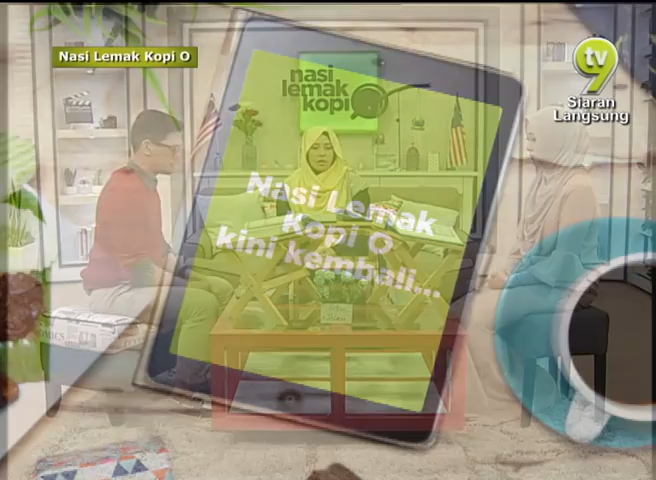 Nasi Lemak Kopi O
tv9
Siaran
Langsung
nasi
lemak
kopi
Nasi Lemak
Kopi O
kini kembali...